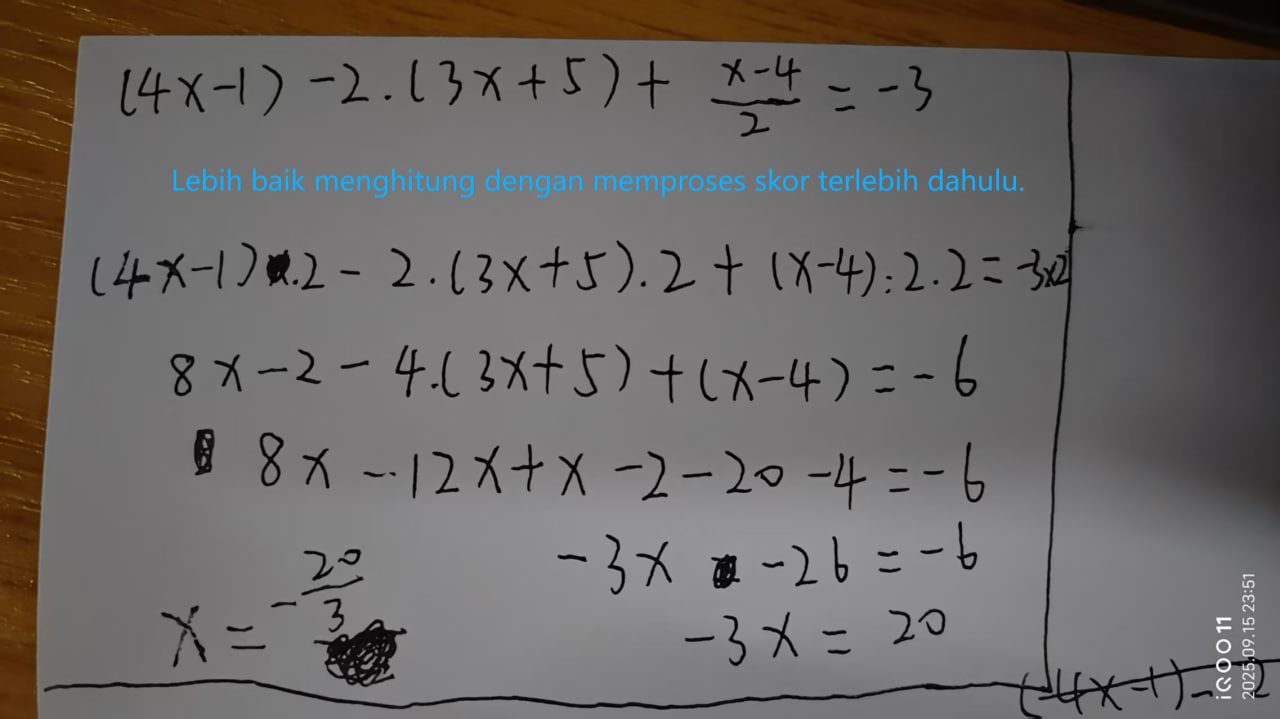 (4x-1) -2.(3x+5) + \frac{x-4}{2} = -3
Lebih baik menghitung dengan memproses skor terlebih dahulu.
(4x-1).2 - 2.(3x+5).2 + (x-4):2.2 = -3x2
8x-2 - 4.(3x+5) + (x-4) = -6
8x -12x+x -2-20-4 = -6
-3x -26 = -6
-3x = 20
x = -\frac{20}{3}
(-4x-1)-2
iQOO 11
2025.09.15 23:51